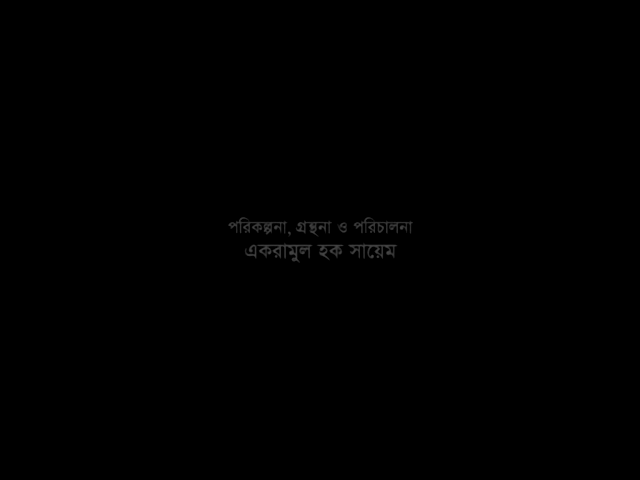 পরিকল্পনা, গ্রন্থনা ও পরিচালনা
একরামুল হক সায়েম